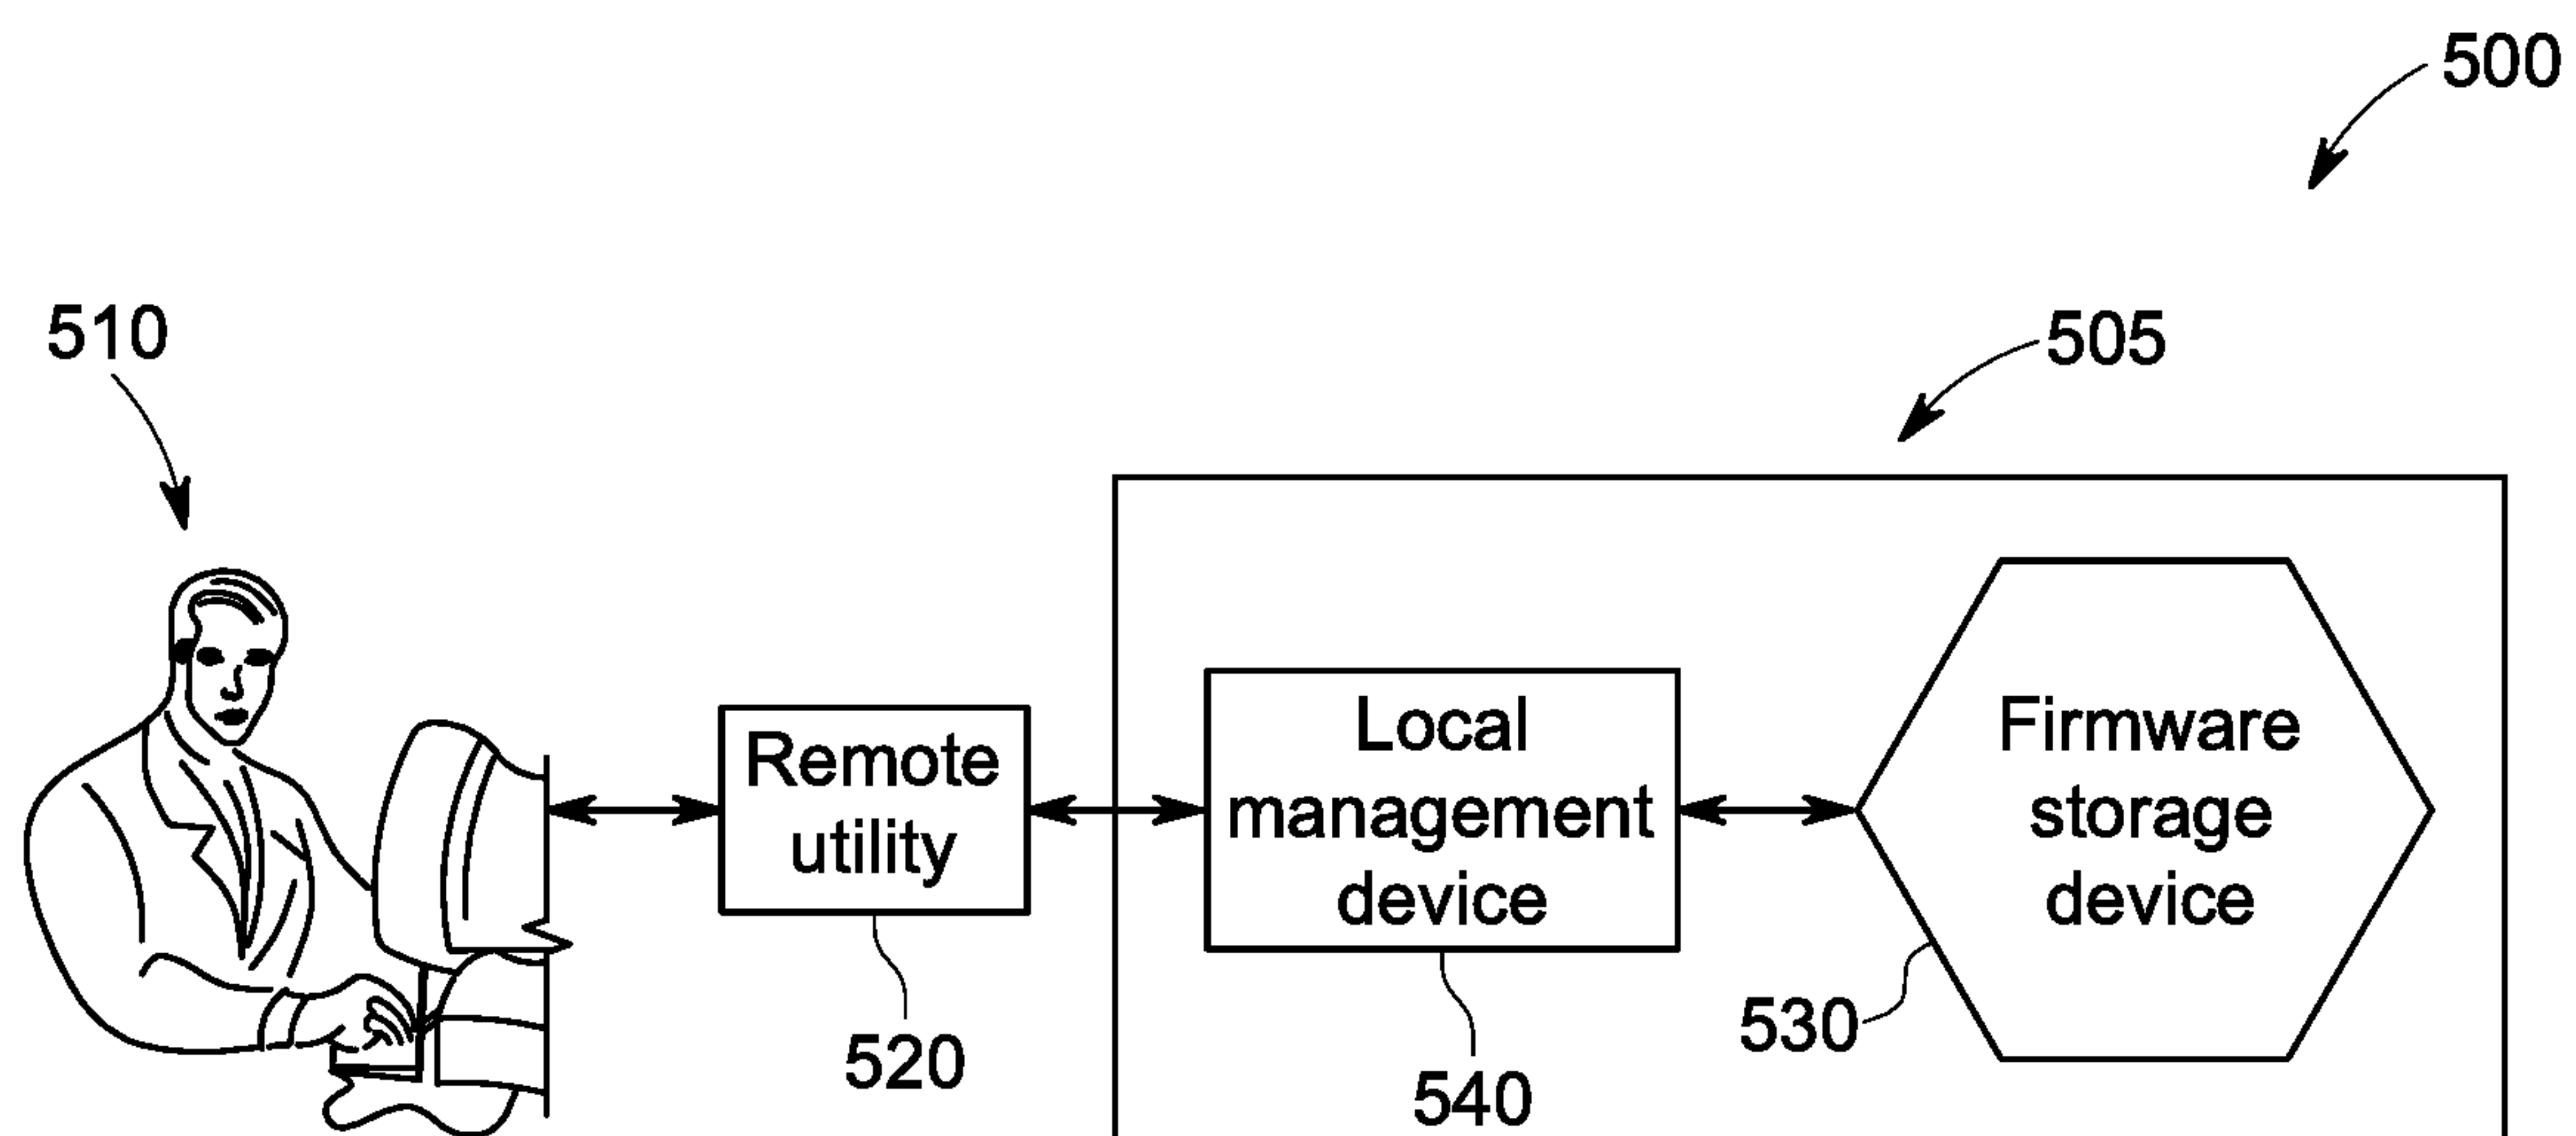 500
510
505
Remote
utility
Local
management
device
Firmware
storage
device
520
540
530